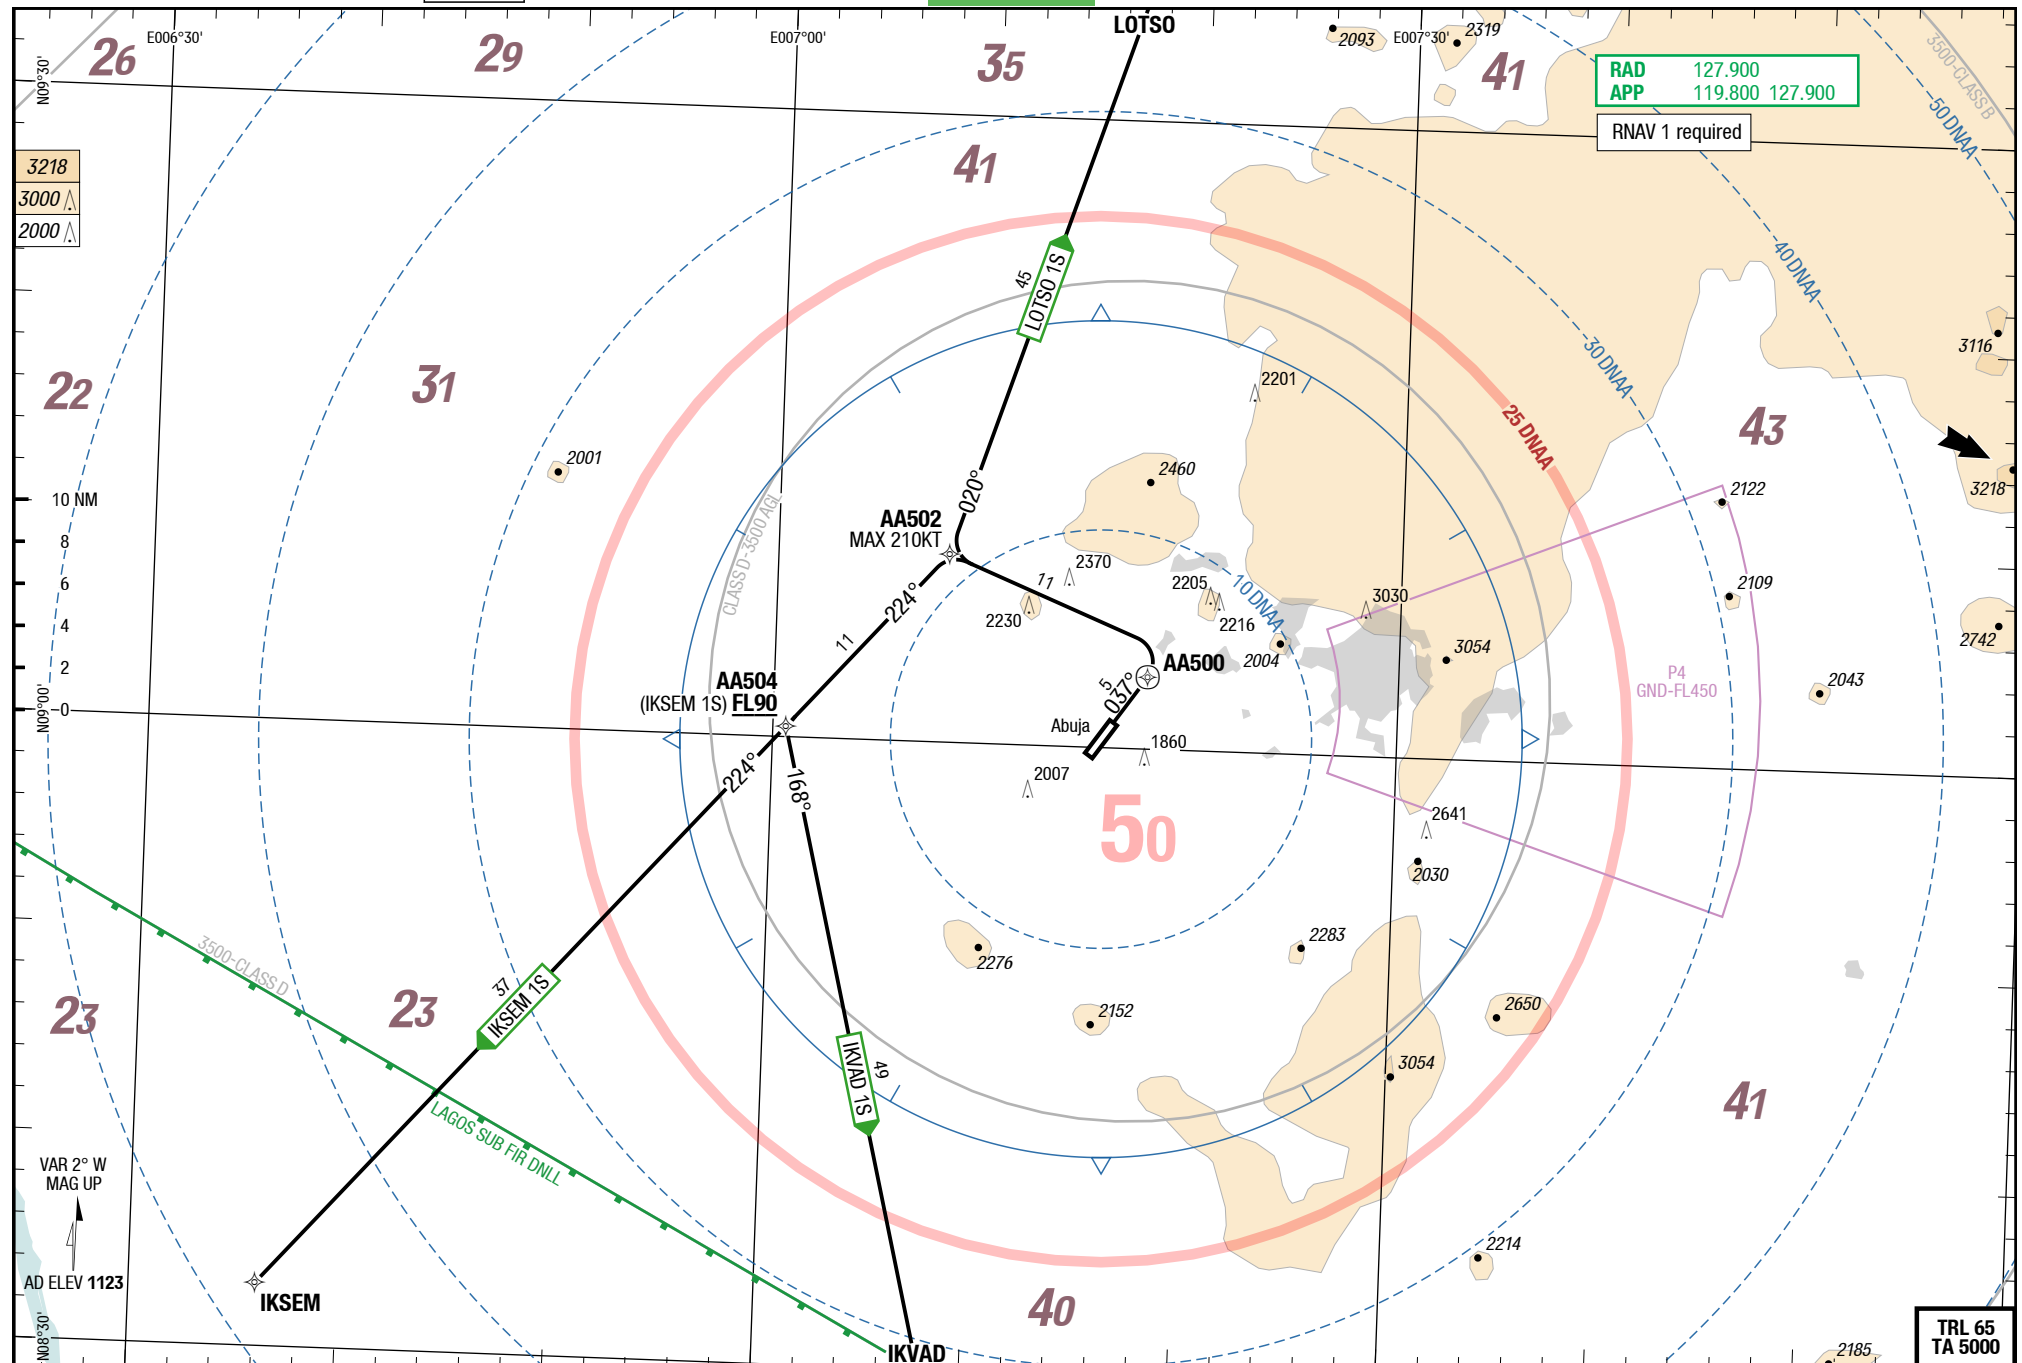 LOTSO
E006°30'
E007°00'
E007°30'
26
29
35
41
2093
2319
3500-CLASS B
50 DNAA
RAD 127.900
APP 119.800 127.900
RNAV 1 required
N09°30'
3218
3000
2000
41
45
LOTSO 1S
40 DNAA
3116
30 DNAA
22
31
2201
25 DNAA
43
2001
2460
3218
10 NM
8
6
4
2
0
CLASS D-3500 AGL
020°
AA502
MAX 210KT
2122
2370
11
2205
10 DNAA
2230
2216
3030
2109
224°
11
2004
3054
2742
AA500
AA504
(IKSEM 1S) FL90
5
037°
P4
GND-FL450
2043
N09°00'
Abuja
1860
224°
168°
2007
50
2641
2030
3500-CLASS D
2276
2283
37
IKSEM 1S
23
23
2152
2650
IKVAD 1S
49
3054
41
LAGOS SUB FIR DNLL
VAR 2° W
MAG UP
AD ELEV 1123
2214
IKSEM
40
N08°30'
IKVAD
TRL 65
TA 5000
2185